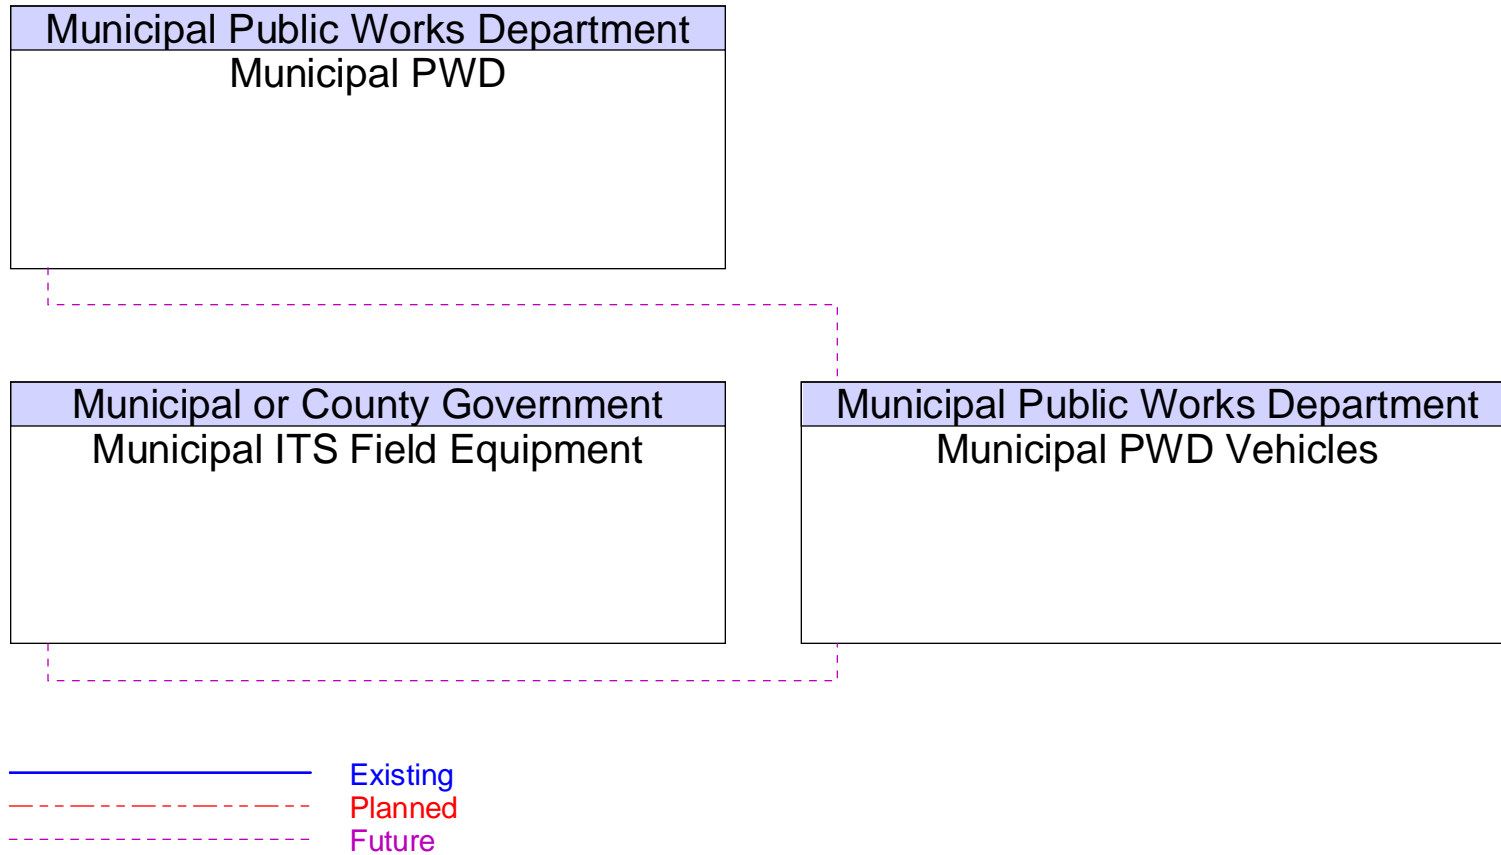 Municipal Public Works Department
Municipal PWD
Municipal or County Government
Municipal ITS Field Equipment
Municipal Public Works Department
Municipal PWD Vehicles
Existing
Planned
Future